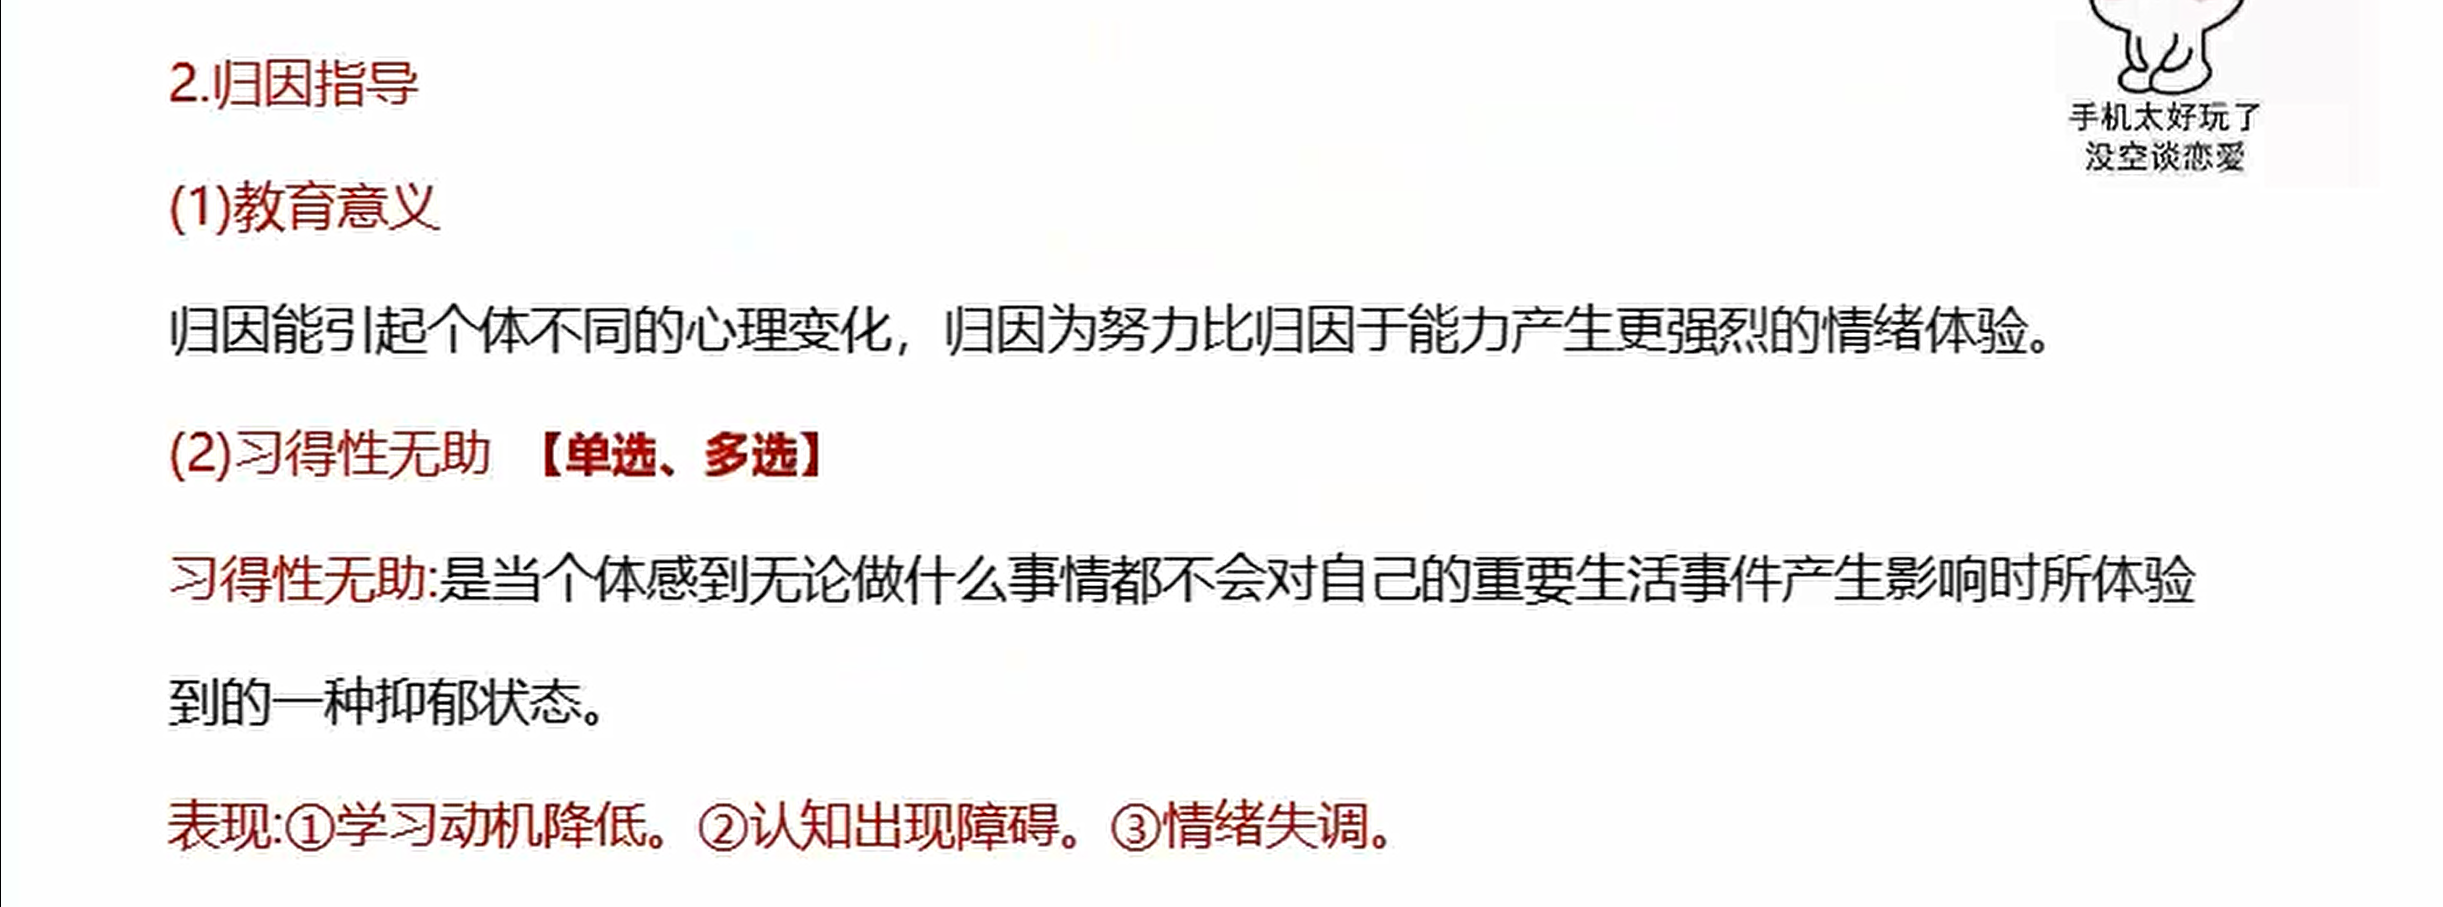 2.归因指导
手机太好玩了
没空谈恋爱
(1)教育意义
归因能引起个体不同的心理变化，归因为努力比归因于能力产生更强烈的情绪体验。
(2)习得性无助 【单选、多选】
习得性无助:是当个体感到无论做什么事情都不会对自己的重要生活事件产生影响时所体验
到的一种抑郁状态。
表现:①学习动机降低。②认知出现障碍。③情绪失调。